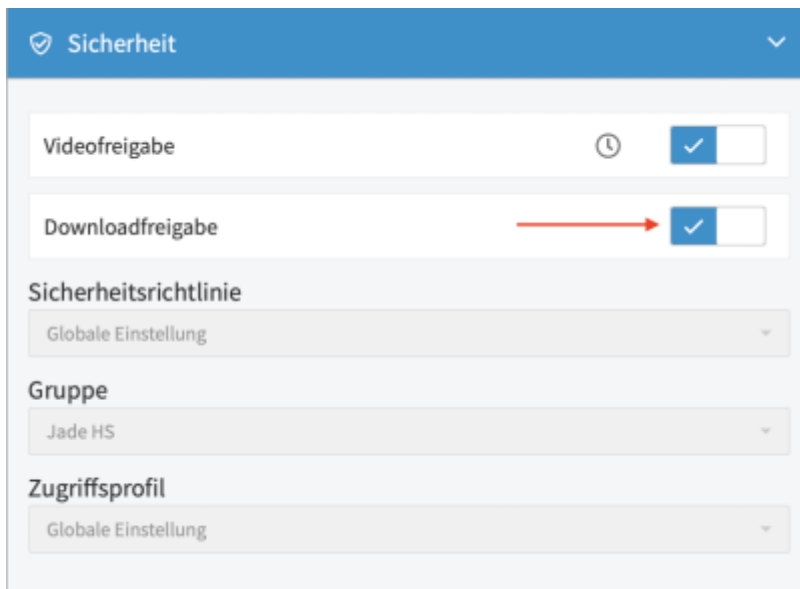 Sicherheit
Videofreigabe
Downloadfreigabe
Sicherheitsrichtlinie
Globale Einstellung
Gruppe
Jade HS
Zugriffsprofil
Globale Einstellung